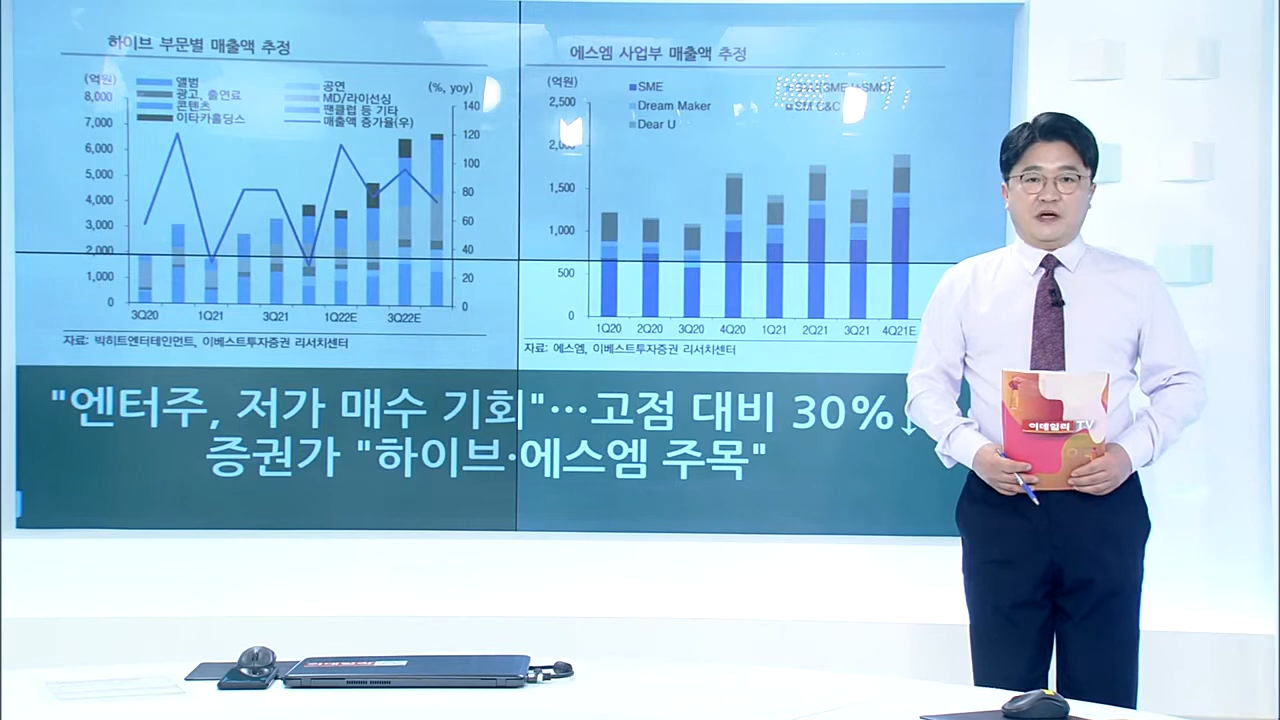 하이브 부문별 매출액 추정
(억원)
앨범
공연
(%, yoy)
광고, 출연료
MD/라이선싱
콘텐츠
팬클럽 등 기타
이타카홀딩스
매출액 증가율(우)
8,000
7,000
6,000
5,000
4,000
3,000
2,000
1,000
0
140
120
100
80
60
40
20
0
3Q20 1Q21 3Q21 1Q22E 3Q22E
자료: 빅히트엔터테인먼트, 이베스트투자증권 리서치센터
에스엠 사업부 매출액 추정
(억원)
SME
Dream Maker
SM C&C
Dear U
2,500
2,000
1,500
1,000
500
0
1Q20 2Q20 3Q20 4Q20 1Q21 2Q21 3Q21 4Q21E
자료: 에스엠, 이베스트투자증권 리서치센터
"엔터주, 저가 매수 기회"…고점 대비 30%↓
증권가 "하이브·에스엠 주목"
이데일리 TV